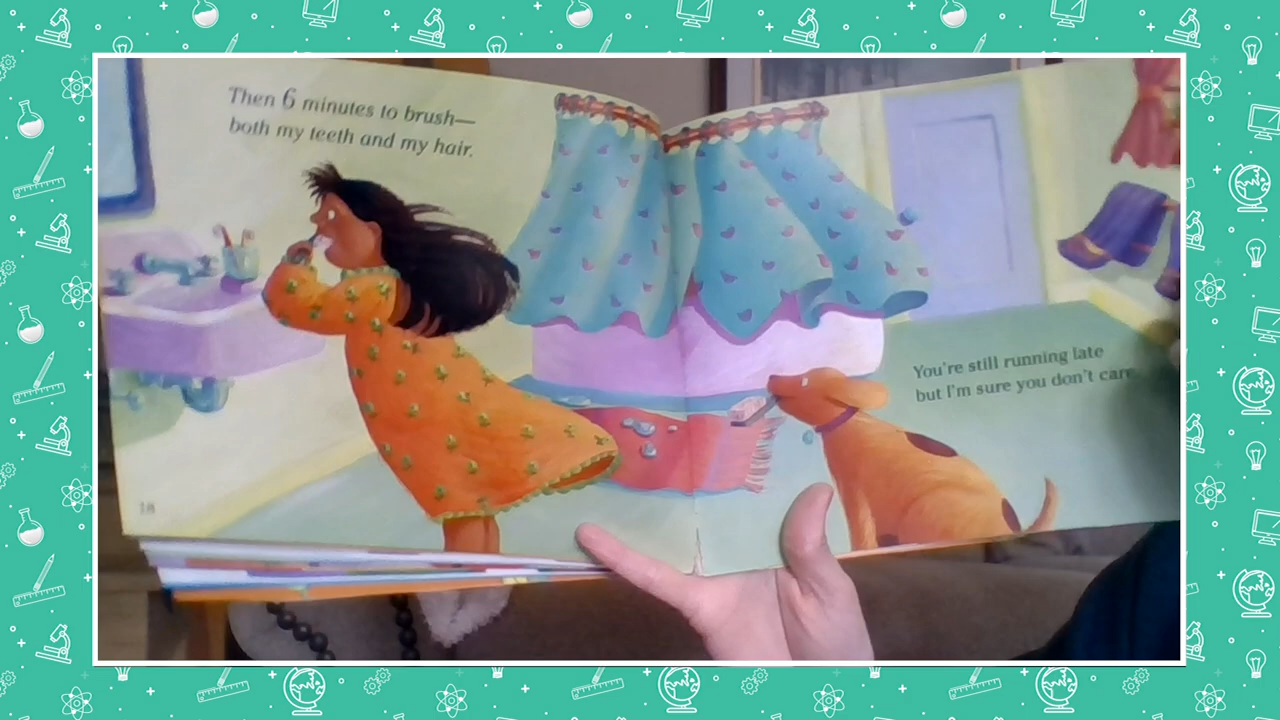 Then 6 minutes to brush—
both my teeth and my hair.
You're still running late
but I'm sure you don't care
18